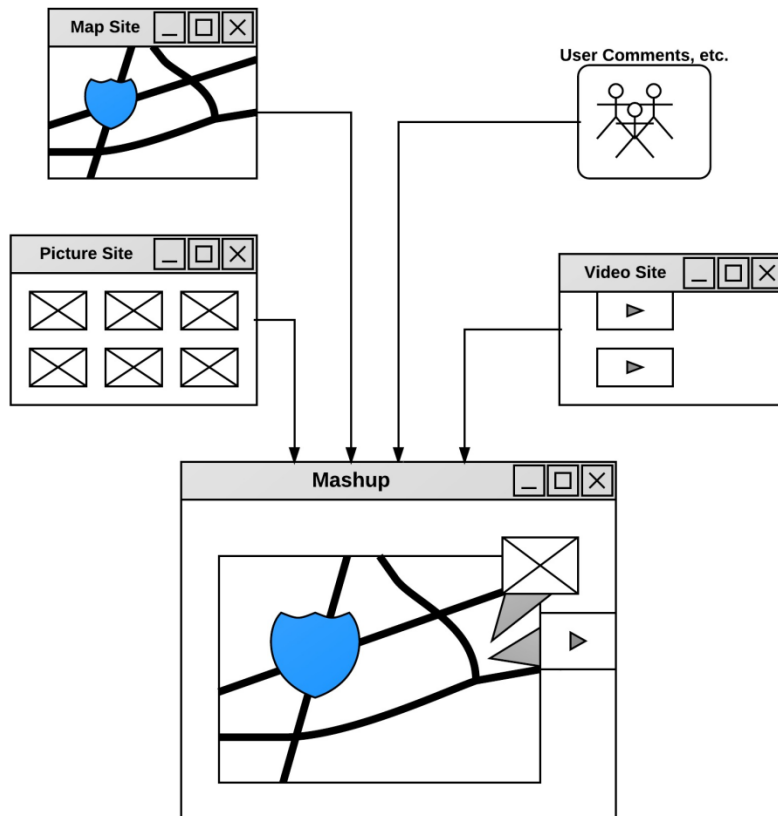 Map Site
User Comments, etc.
Picture Site
Video Site
Mashup